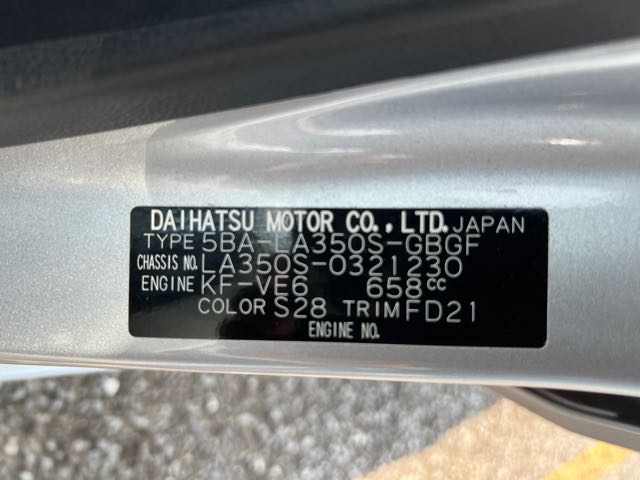 DAIHATSU MOTOR CO., LTD. JAPAN
TYPE 5BA-LA350S-GBGF
CHASSIS NO. LA350S-0321230
ENGINE KF-VE6 658cc
COLOR S28 TRIM FD21
ENGINE NO.